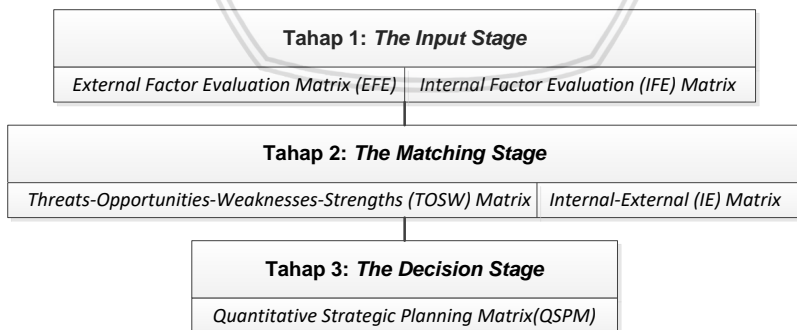 Tahap 1: The Input Stage
External Factor Evaluation Matrix (EFE) Internal Factor Evaluation (IFE) Matrix
Tahap 2: The Matching Stage
Threats-Opportunities-Weaknesses-Strengths (TOSW) Matrix Internal-External (IE) Matrix
Tahap 3: The Decision Stage
Quantitative Strategic Planning Matrix(QSPM)